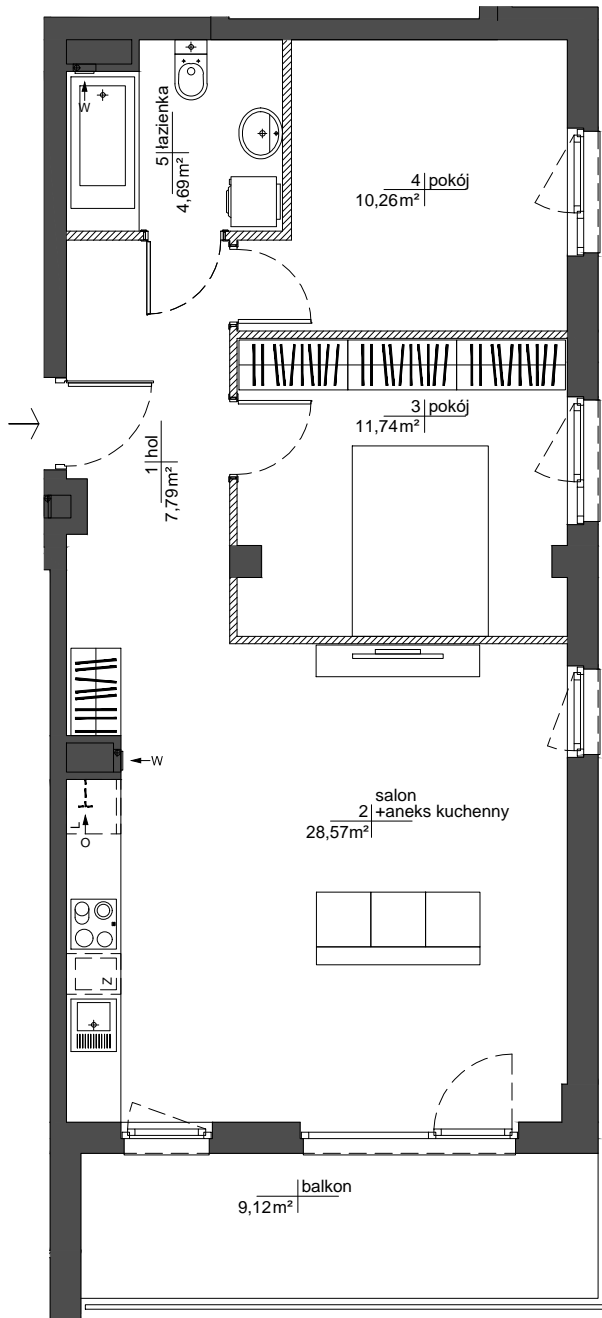 5 łazienka
4,69m²
W
4 pokój
10,26m²
3 pokój
11,74m²
1 hol
7,79m²
W
salon
2 +aneks kuchenny
28,57m²
L
O
Z
balkon
9,12m²